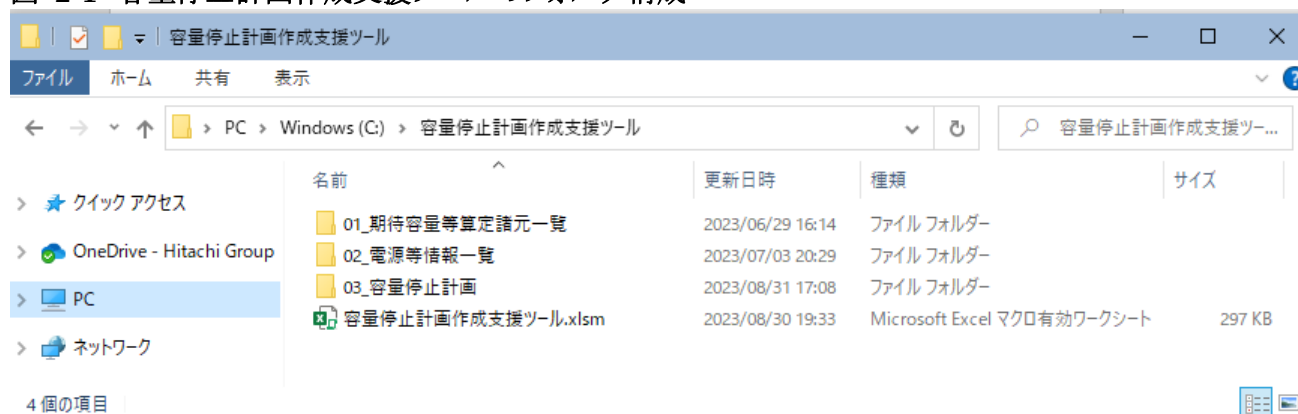 容量停止計画作成支援ツール
ファイル ホーム 共有 表示
PC > Windows (C:) > 容量停止計画作成支援ツール 容量停止計画作成支援ツー...
名前 更新日時 種類 サイズ
クイック アクセス
01_期待容量等算定諸元一覧 2023/06/29 16:14 ファイル フォルダー
OneDrive - Hitachi Group
02_電源等情報一覧 2023/07/03 20:29 ファイル フォルダー
PC
03_容量停止計画 2023/08/31 17:08 ファイル フォルダー
容量停止計画作成支援ツール.xlsm 2023/08/30 19:33 Microsoft Excel マクロ有効ワークシート 297 KB
ネットワーク
4 個の項目